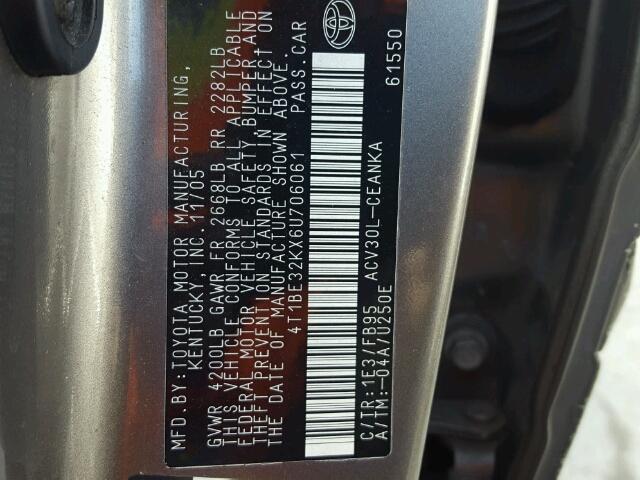 MFD.BY:TOYOTA MOTOR MANUFACTURING,
KENTUCKY, INC. 11/05
GVWR 4200LB GAWR FR 2668LB RR 2282LB
THIS VEHICLE CONFORMS TO ALL APPLICABLE
FEDERAL MOTOR VEHICLE SAFETY, BUMPER AND
THEFT PREVENTION STANDARDS IN EFFECT ON
THE DATE OF MANUFACTURE SHOWN ABOVE.
4T1BE32KX6U706061 PASS.CAR
C/TR:1E3/FB95 ACV30L-CEANKA
A/TM:-04A/U250E 61550